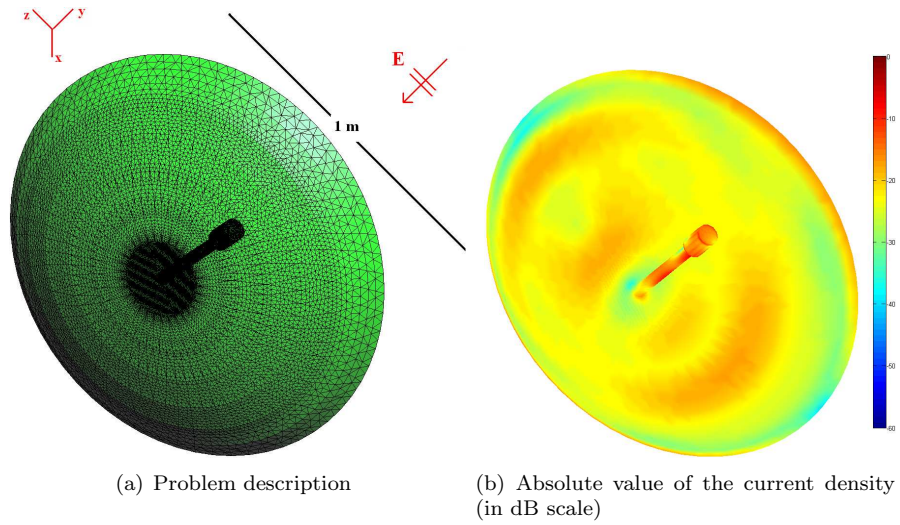 z y
x
E
1 m
0
-10
-20
-30
-40
-50
-60
(a) Problem description
(b) Absolute value of the current density
(in dB scale)